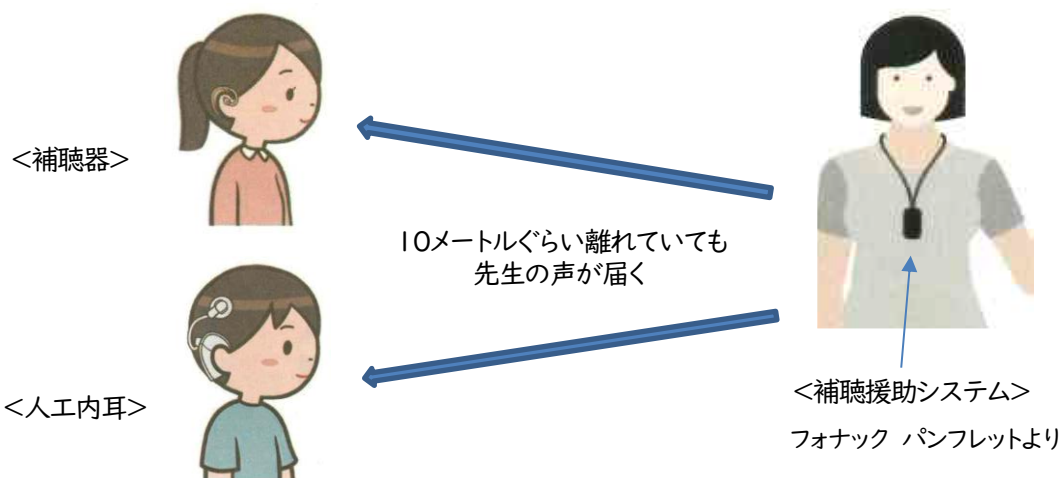 <補聴器>
10メートルぐらい離れていても
先生の声が届く
<人工内耳>
<補聴援助システム>
フォナック パンフレットより